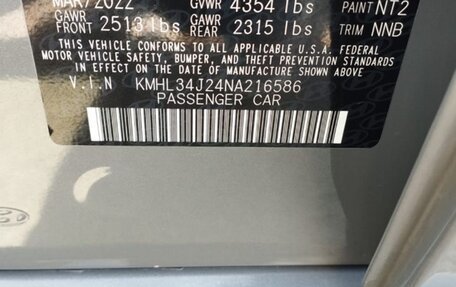 MAR/2022 GVWR 4354 lbs PAINT NT2
GAWR FRONT 2513 lbs GAWR REAR 2315 lbs TRIM NNB
THIS VEHICLE CONFORMS TO ALL APPLICABLE U.S.A. FEDERAL
MOTOR VEHICLE SAFETY, BUMPER, AND THEFT PREVENTION STANDARDS
IN EFFECT ON THE DATE OF MANUFACTURE SHOWN ABOVE.
V.I.N KMHL34J24NA216586
PASSENGER CAR